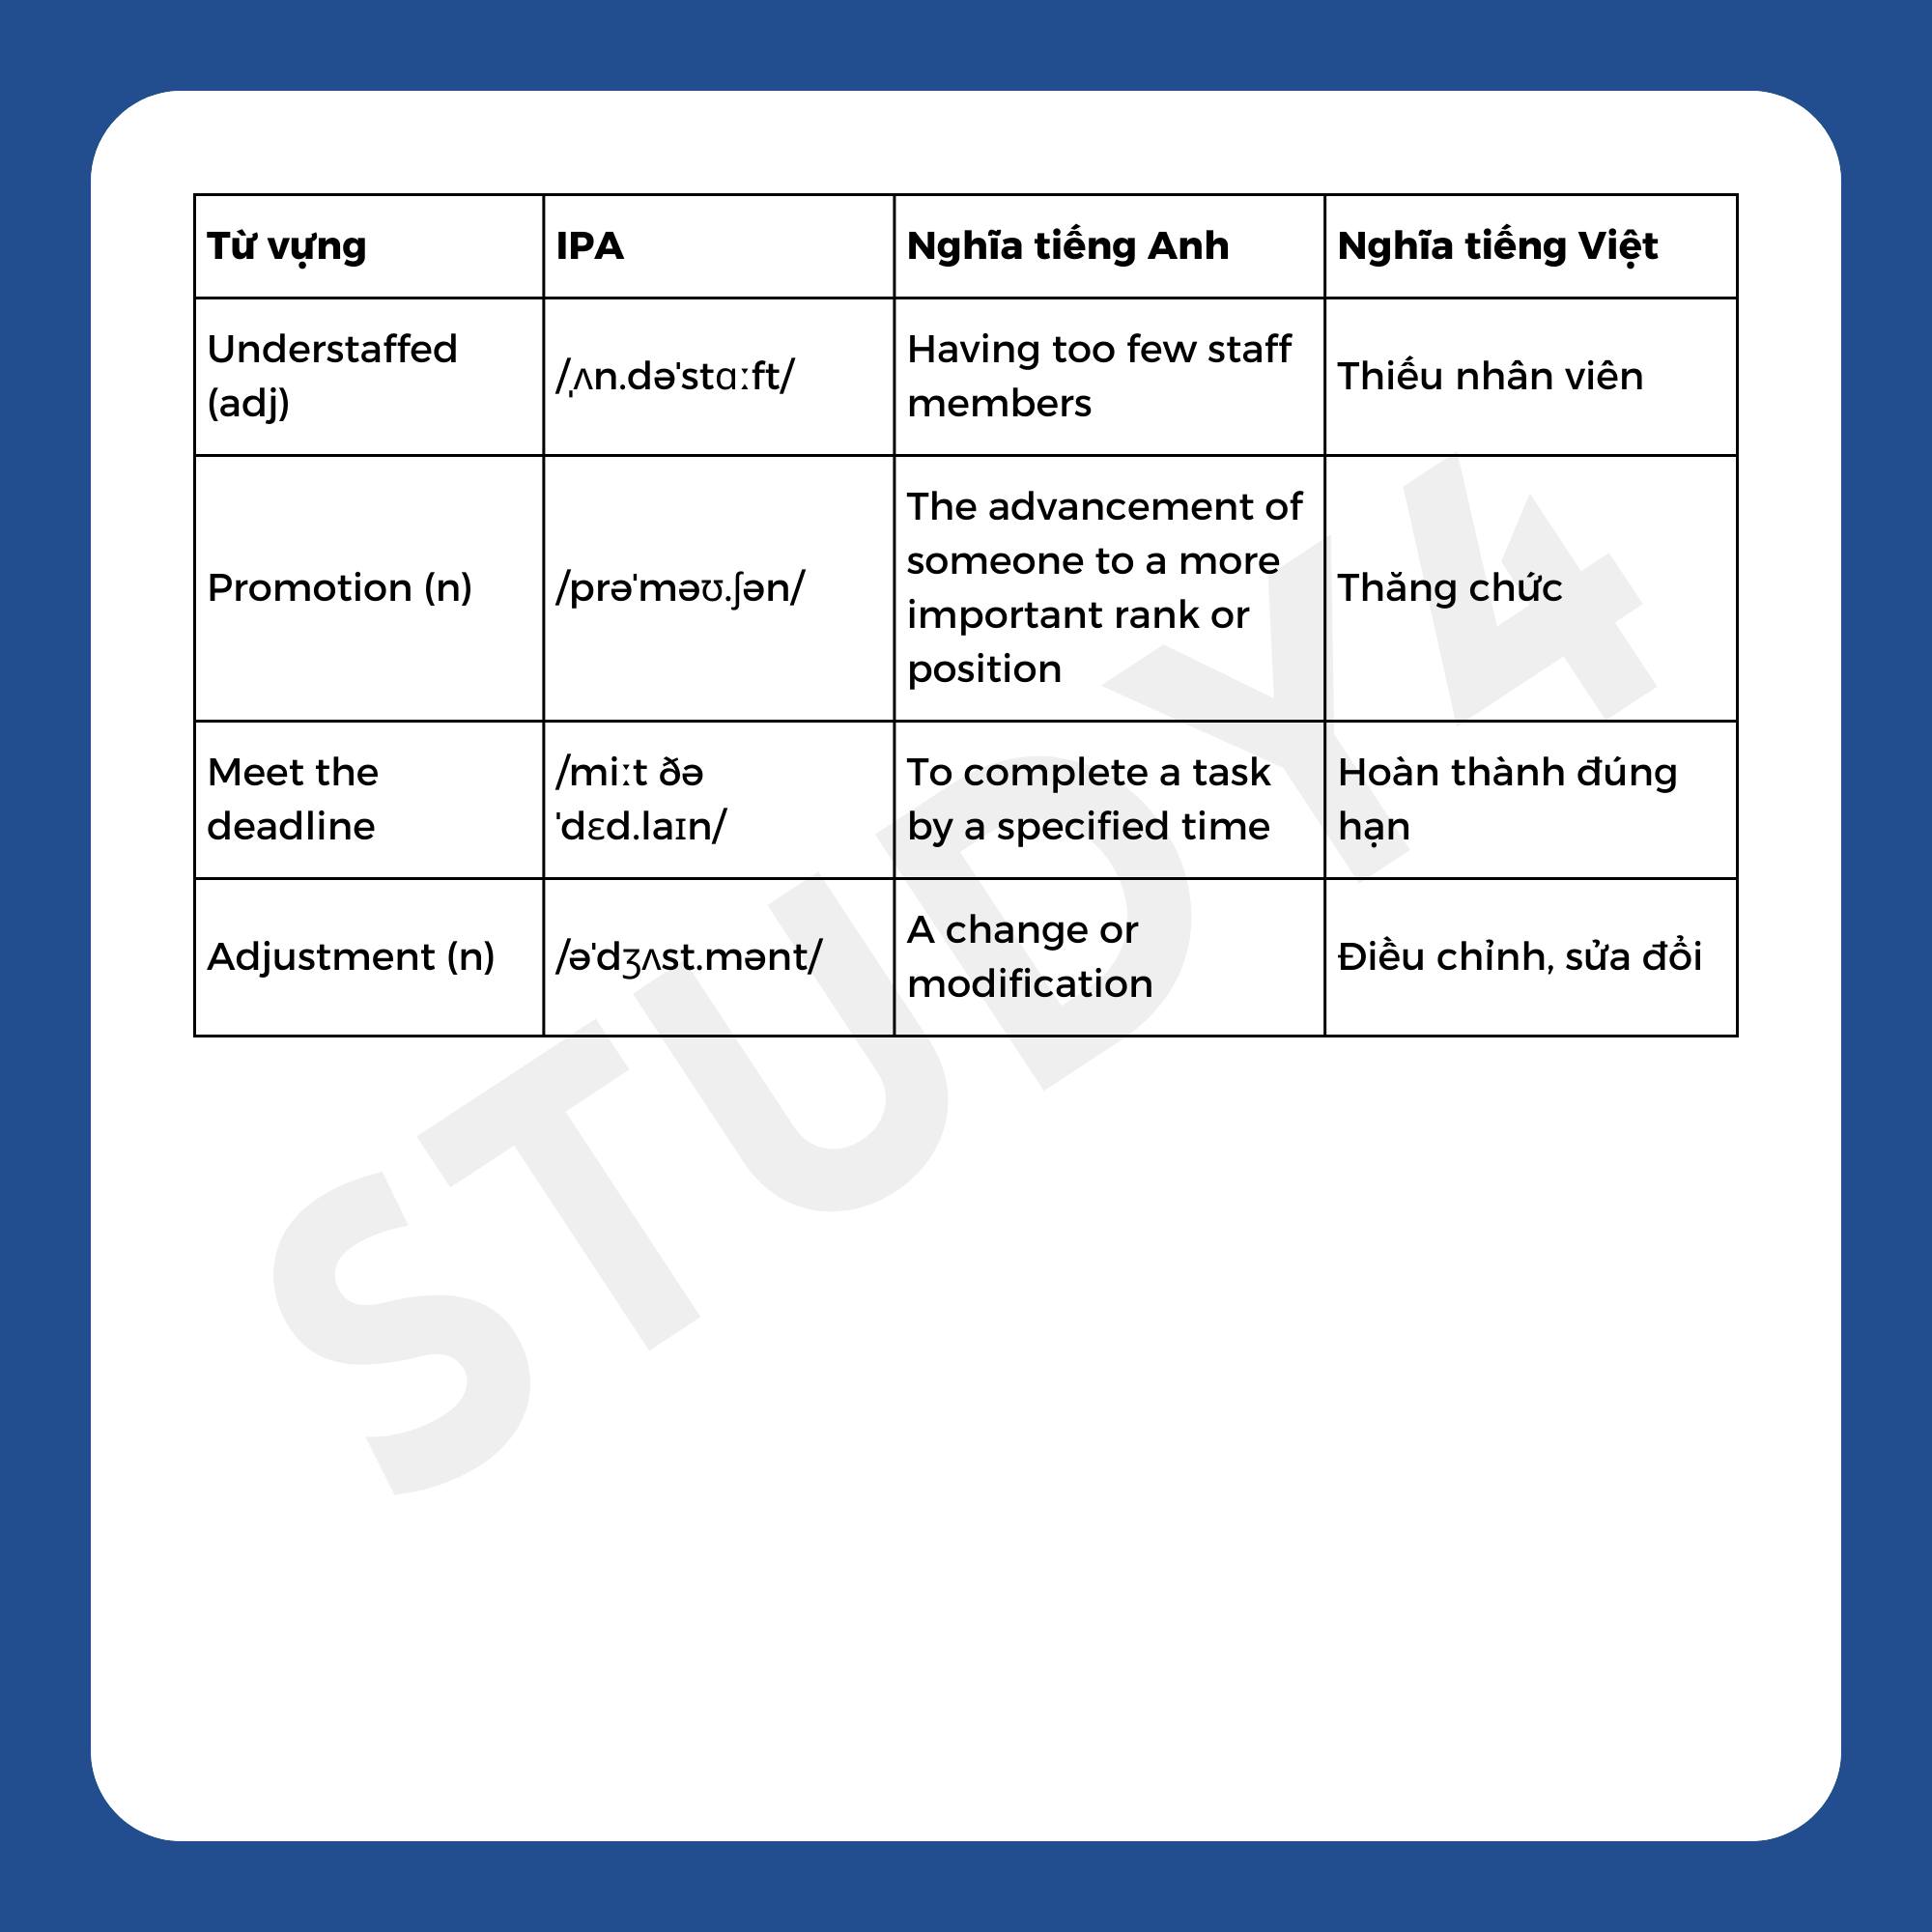 Từ vựng
IPA
Nghĩa tiếng Anh
Nghĩa tiếng Việt
Understaffed
(adj)
/ˌʌn.dəˈstɑːft/
Having too few staff
members
Thiếu nhân viên
Promotion (n)
/prəˈməʊ.ʃən/
The advancement of
someone to a more
important rank or
position
Thăng chức
Meet the
deadline
/miːt ðə
ˈdɛd.laɪn/
To complete a task
by a specified time
Hoàn thành đúng
hạn
Adjustment (n)
/əˈdʒʌst.mənt/
A change or
modification
Điều chỉnh, sửa đổi
STUDY4